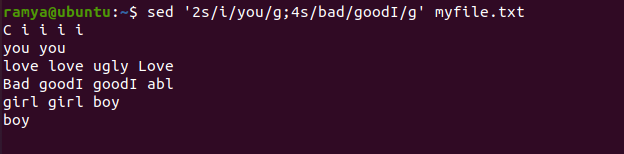 ramya@ubuntu:~$ sed '2s/i/you/g;4s/bad/goodI/g' myfile.txt
C i i i i
you you
love love ugly Love
Bad goodI goodI abl
girl girl boy
boy